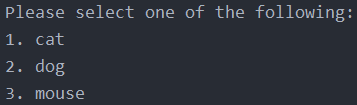 Please select one of the following:
1. cat
2. dog
3. mouse